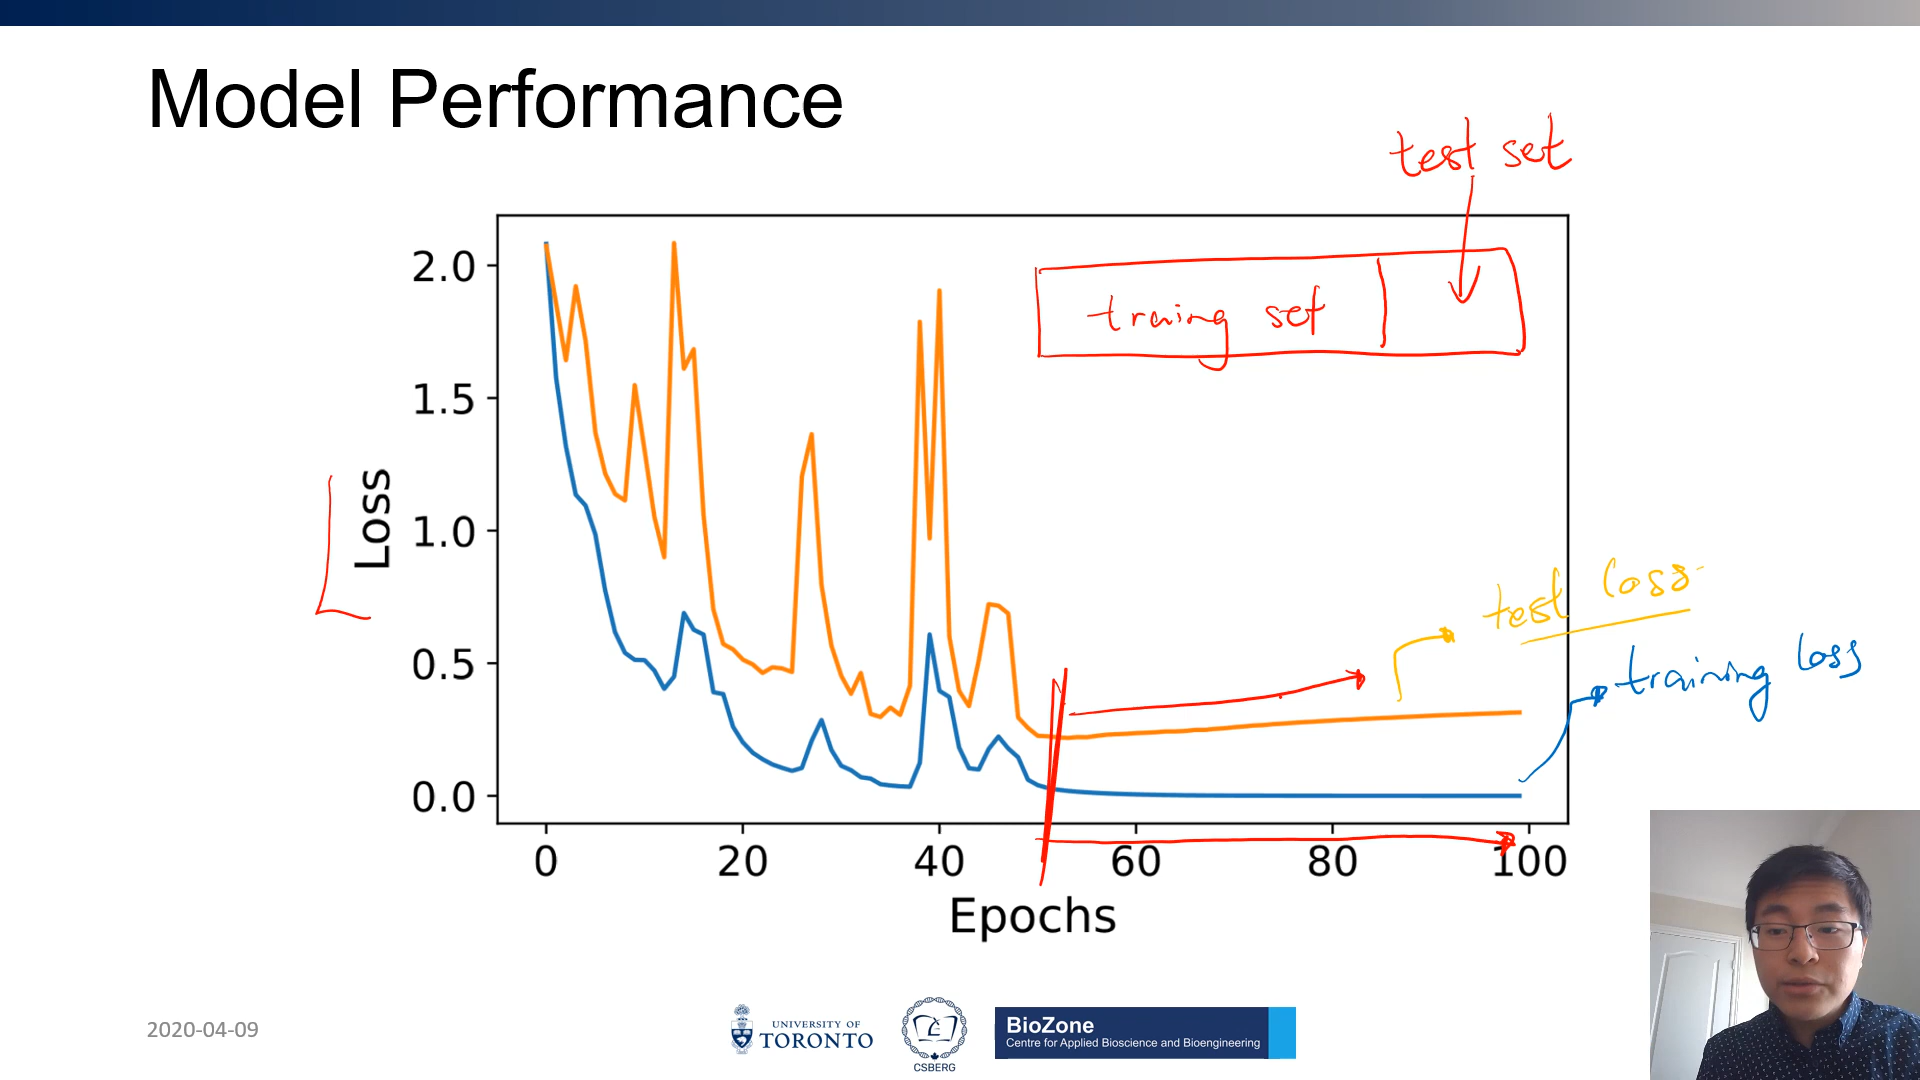 Model Performance
test set
traing set
2.0
1.5
1.0
0.5
0.0
Loss
test loss
training loss
0 20 40 60 80 100
Epochs
2020-04-09
UNIVERSITY OF
TORONTO
CSBERG
BioZone
Centre for Applied Bioscience and Bioengineering